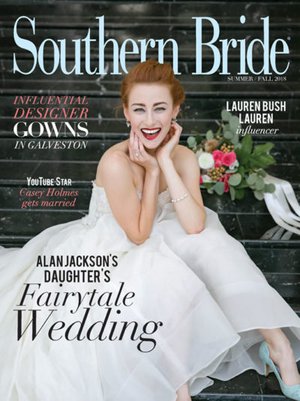 Southern Bride
SUMMER / FALL 2018
INFLUENTIAL
DESIGNER
GOWNS
IN GALVESTON
LAUREN BUSH
LAUREN
influencer
YOUTUBE STAR
Casey Holmes
gets married
ALAN JACKSON'S
DAUGHTER'S
Fairytale
Wedding